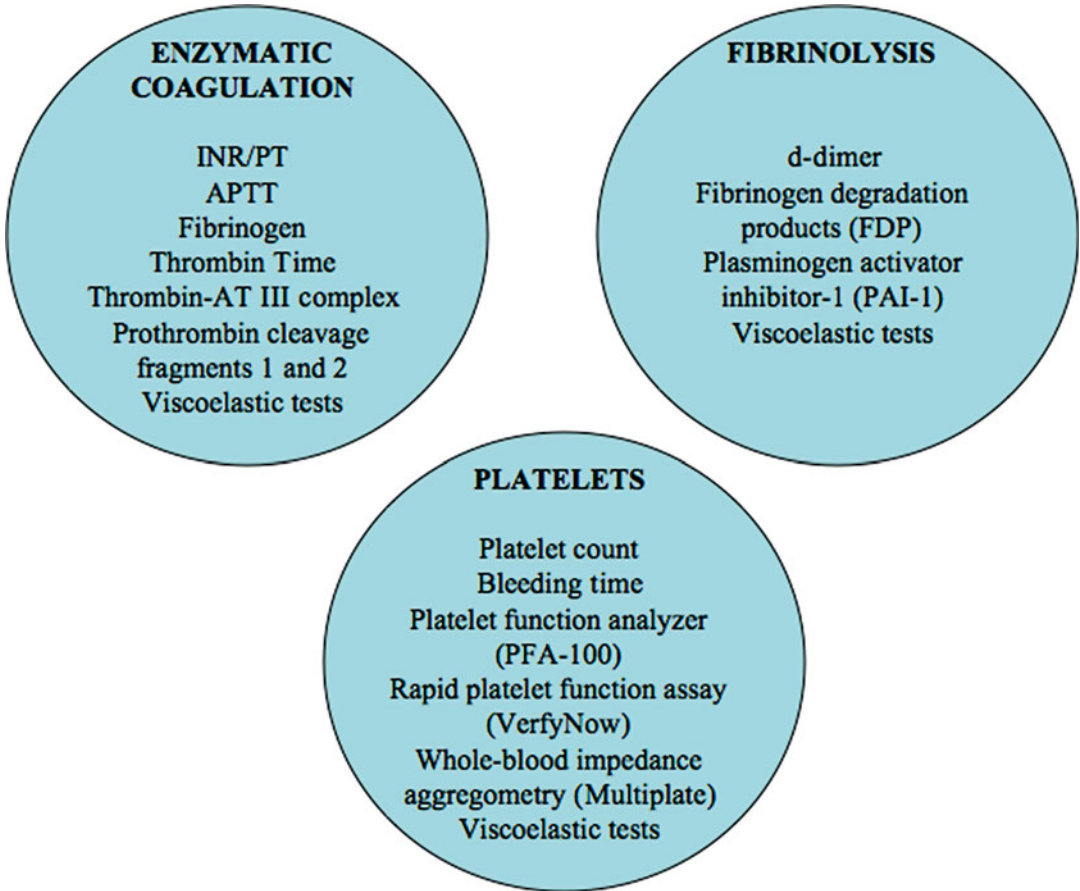 ENZYMATIC
COAGULATION
INR/PT
APTT
Fibrinogen
Thrombin Time
Thrombin-AT III complex
Prothrombin cleavage
fragments 1 and 2
Viscoelastic tests
FIBRINOLYSIS
d-dimer
Fibrinogen degradation
products (FDP)
Plasminogen activator
inhibitor-1 (PAI-1)
Viscoelastic tests
PLATELETS
Platelet count
Bleeding time
Platelet function analyzer
(PFA-100)
Rapid platelet function assay
(VerfyNow)
Whole-blood impedance
aggregometry (Multiplate)
Viscoelastic tests